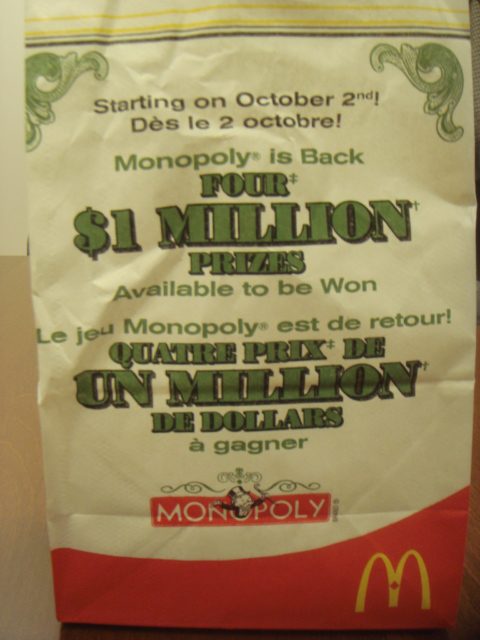 Starting on October 2nd!
Dès le 2 octobre!
Monopoly® is Back
FOUR‡
$1 MILLION†
PRIZES
Available to be Won
Le jeu Monopoly® est de retour!
QUATRE PRIX‡ DE
UN MILLION†
DE DOLLARS
à gagner
MONOPOLY